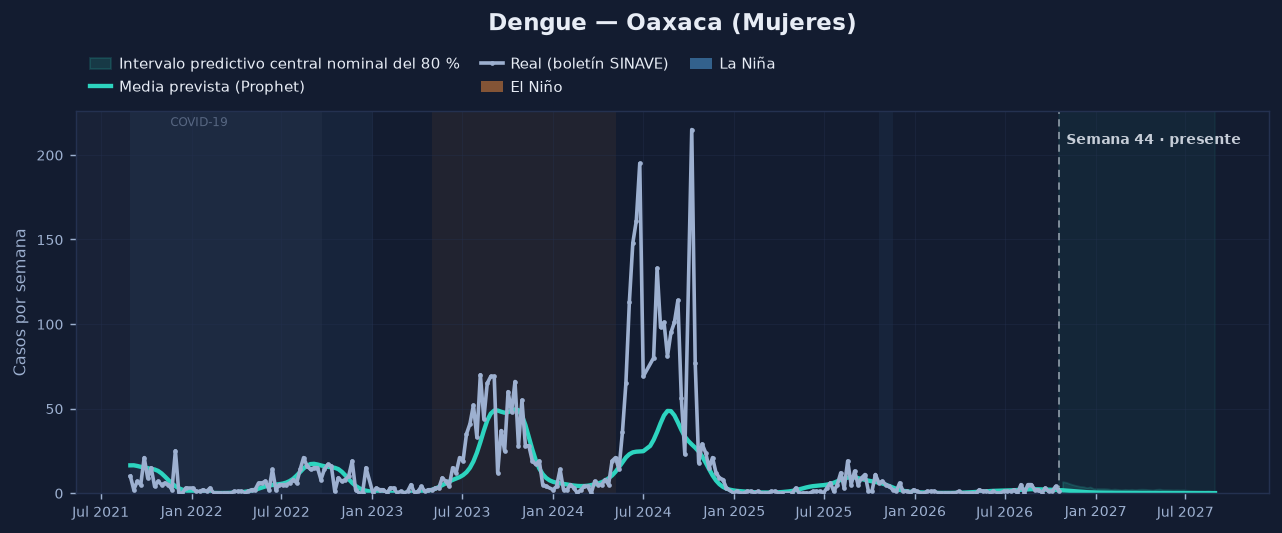 Dengue — Oaxaca (Mujeres)
Intervalo predictivo central nominal del 80 %
Real (boletín SINAVE)
La Niña
Media prevista (Prophet)
El Niño
COVID-19
Semana 44 · presente
Casos por semana
200
150
100
50
0
Jul 2021
Jan 2022
Jul 2022
Jan 2023
Jul 2023
Jan 2024
Jul 2024
Jan 2025
Jul 2025
Jan 2026
Jul 2026
Jan 2027
Jul 2027